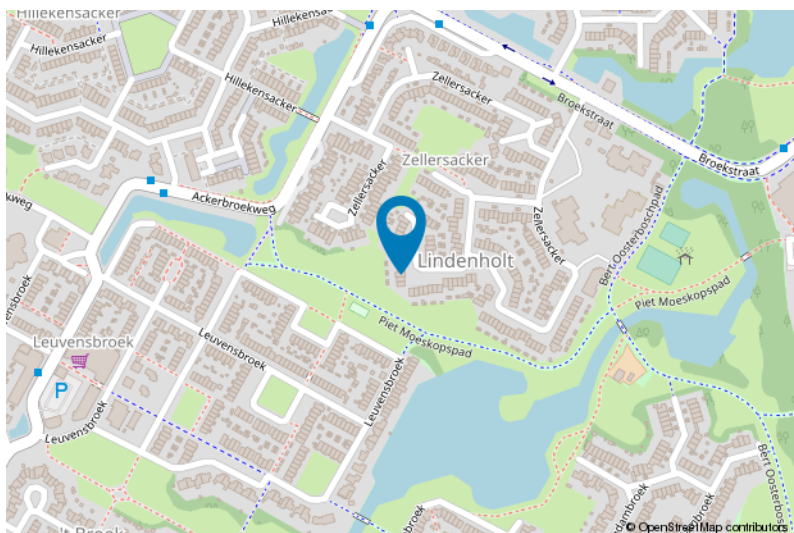 Hillekensacker
Hillekensacker
Hillekensacker
Zellersacker
Broekstraat
Broekstraat
Zellersacker
Zellersacker
Ackerbroekweg
Zellersacker
Bert Oosterboschpad
Lindenholt
Piet Moeskopspad
Piet Moeskopspad
Leuvensbroek
Leuvensbroek
Leuvensbroek
P
Leuvensbroek
© OpenStreetMap contributors